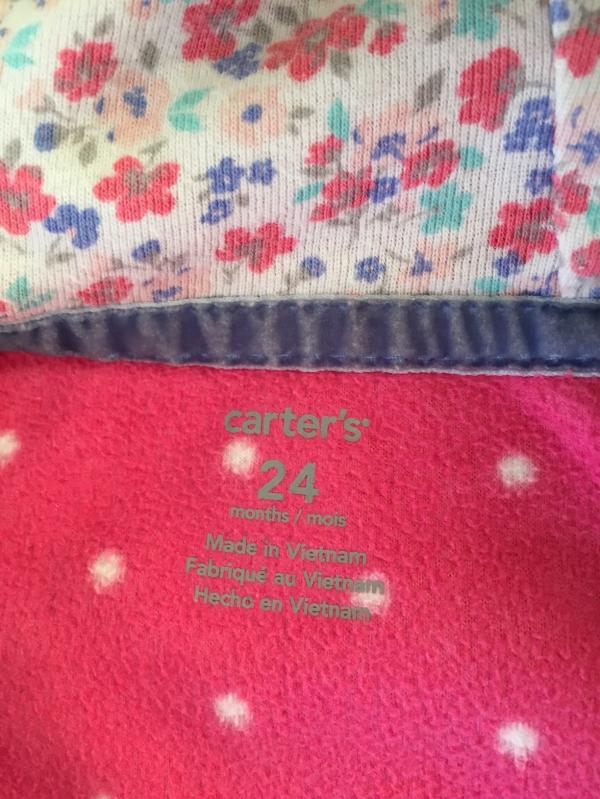 carter's
24
months / mois
Made in Vietnam
Fabriqué au Vietnam
Hecho en Vietnam